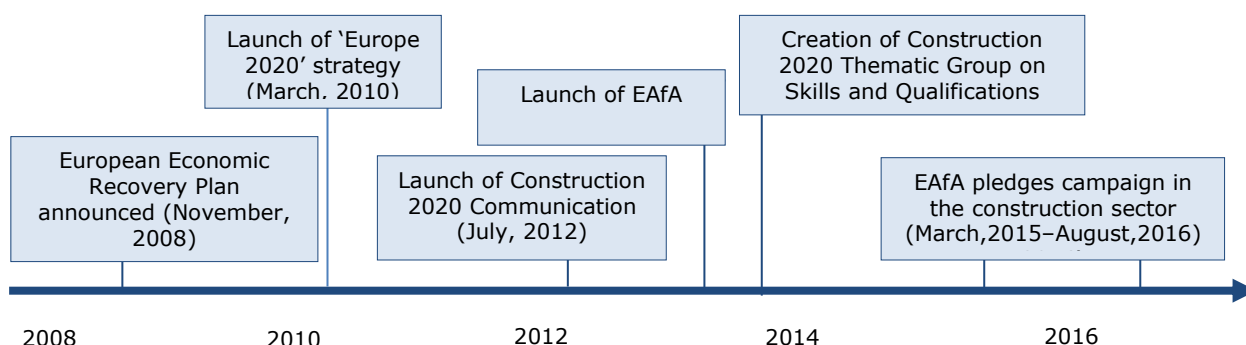 Launch of ‘Europe
2020’ strategy
(March, 2010)
Creation of Construction
2020 Thematic Group on
Skills and Qualifications
Launch of EAfA
European Economic
Recovery Plan
announced (November,
2008)
Launch of Construction
2020 Communication
(July, 2012)
EAfA pledges campaign in
the construction sector
(March,2015–August,2016)
2008
2010
2012
2014
2016